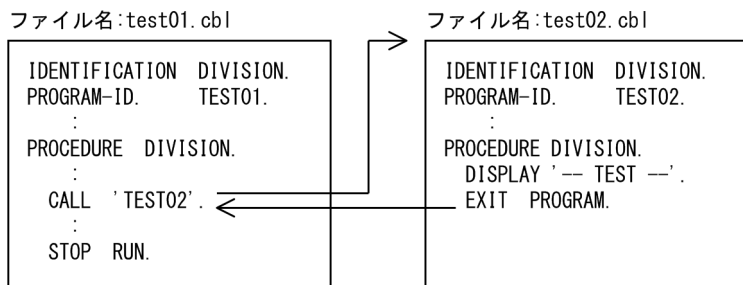 ファイル名:test01.cbl
IDENTIFICATION DIVISION.
PROGRAM-ID. TEST01.
:
PROCEDURE DIVISION.
:
CALL 'TEST02'.
:
STOP RUN.
ファイル名:test02.cbl
IDENTIFICATION DIVISION.
PROGRAM-ID. TEST02.
:
PROCEDURE DIVISION.
DISPLAY '-- TEST --'.
EXIT PROGRAM.